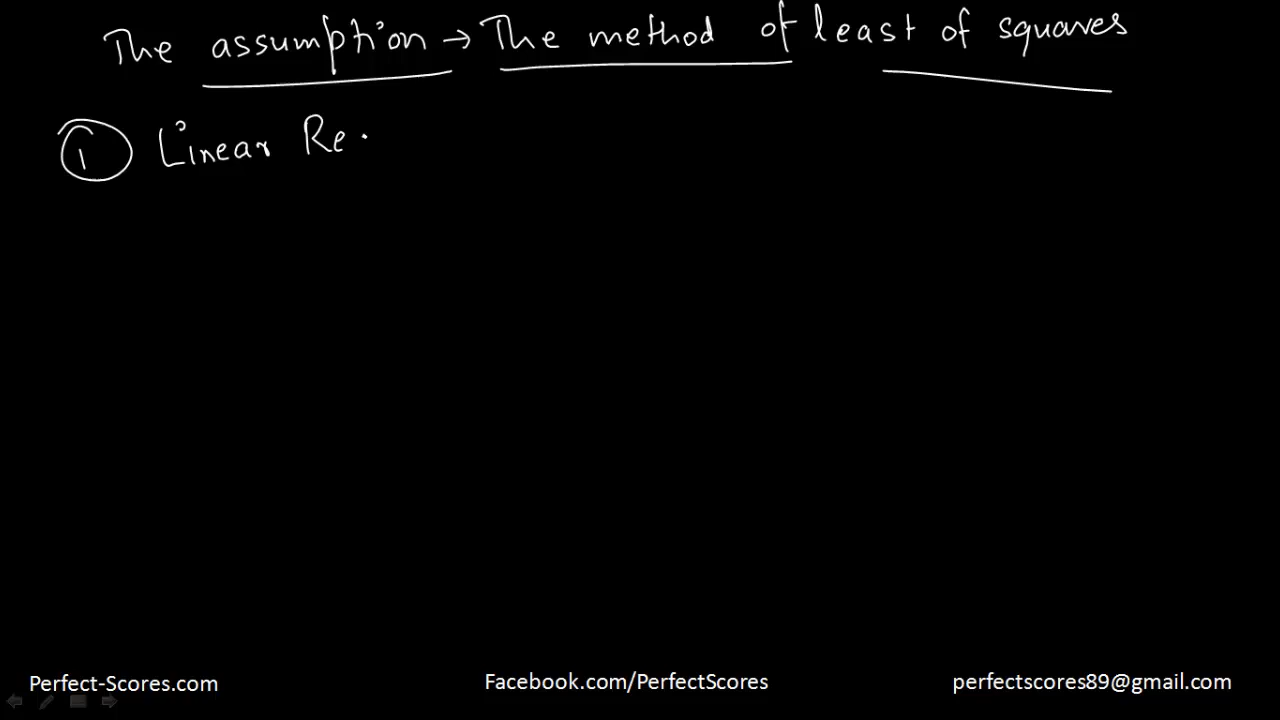 The assumption → The method of least of squares
① Linear Re
Perfect-Scores.com Facebook.com/PerfectScores perfectscores89@gmail.com